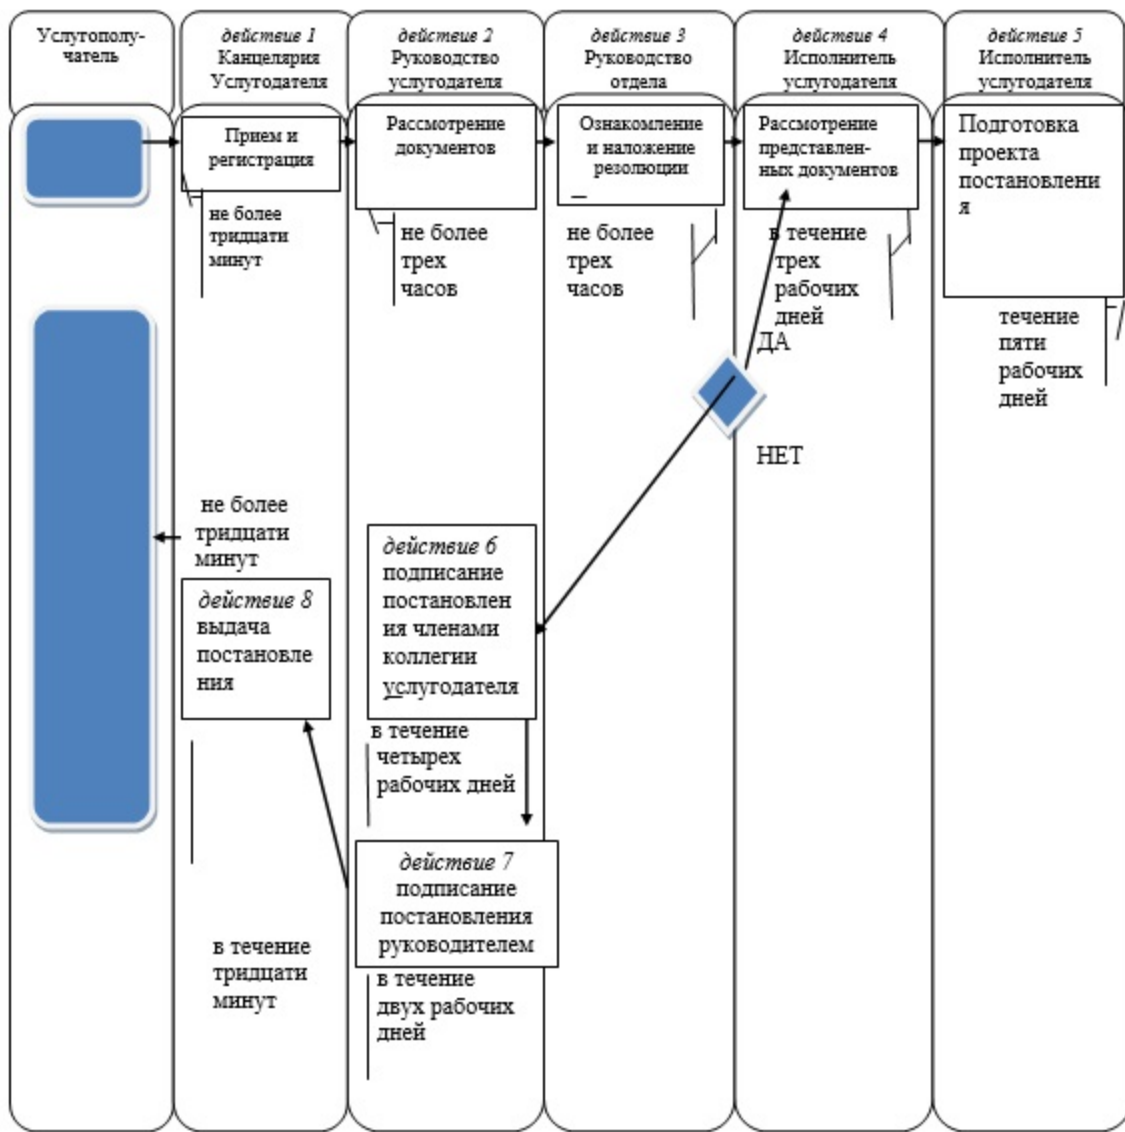 Услугополу-
чатель
действие 1
Канцелярия
Услугодателя
действие 2
Руководство
услугодателя
действие 3
Руководство
отдела
действие 4
Исполнитель
услугодателя
действие 5
Исполнитель
услугодателя
Прием и
регистрация
Рассмотрение
документов
Ознакомление
и наложение
резолюции
Рассмотрение
представлен-
ных документов
Подготовка
проекта
постановлени
я
не более
тридцати
минут
не более
трех
часов
не более
трех
часов
в течение
трех
рабочих
дней
течение
пяти
рабочих
дней
ДА
НЕТ
не более
тридцати
минут
действие 6
подписание
постановлен
ия членами
коллегии
услугодателя
действие 8
выдача
постановле
ния
в течение
четырех
рабочих дней
действие 7
подписание
постановления
руководителем
в течение
тридцати
минут
в течение
двух рабочих
дней